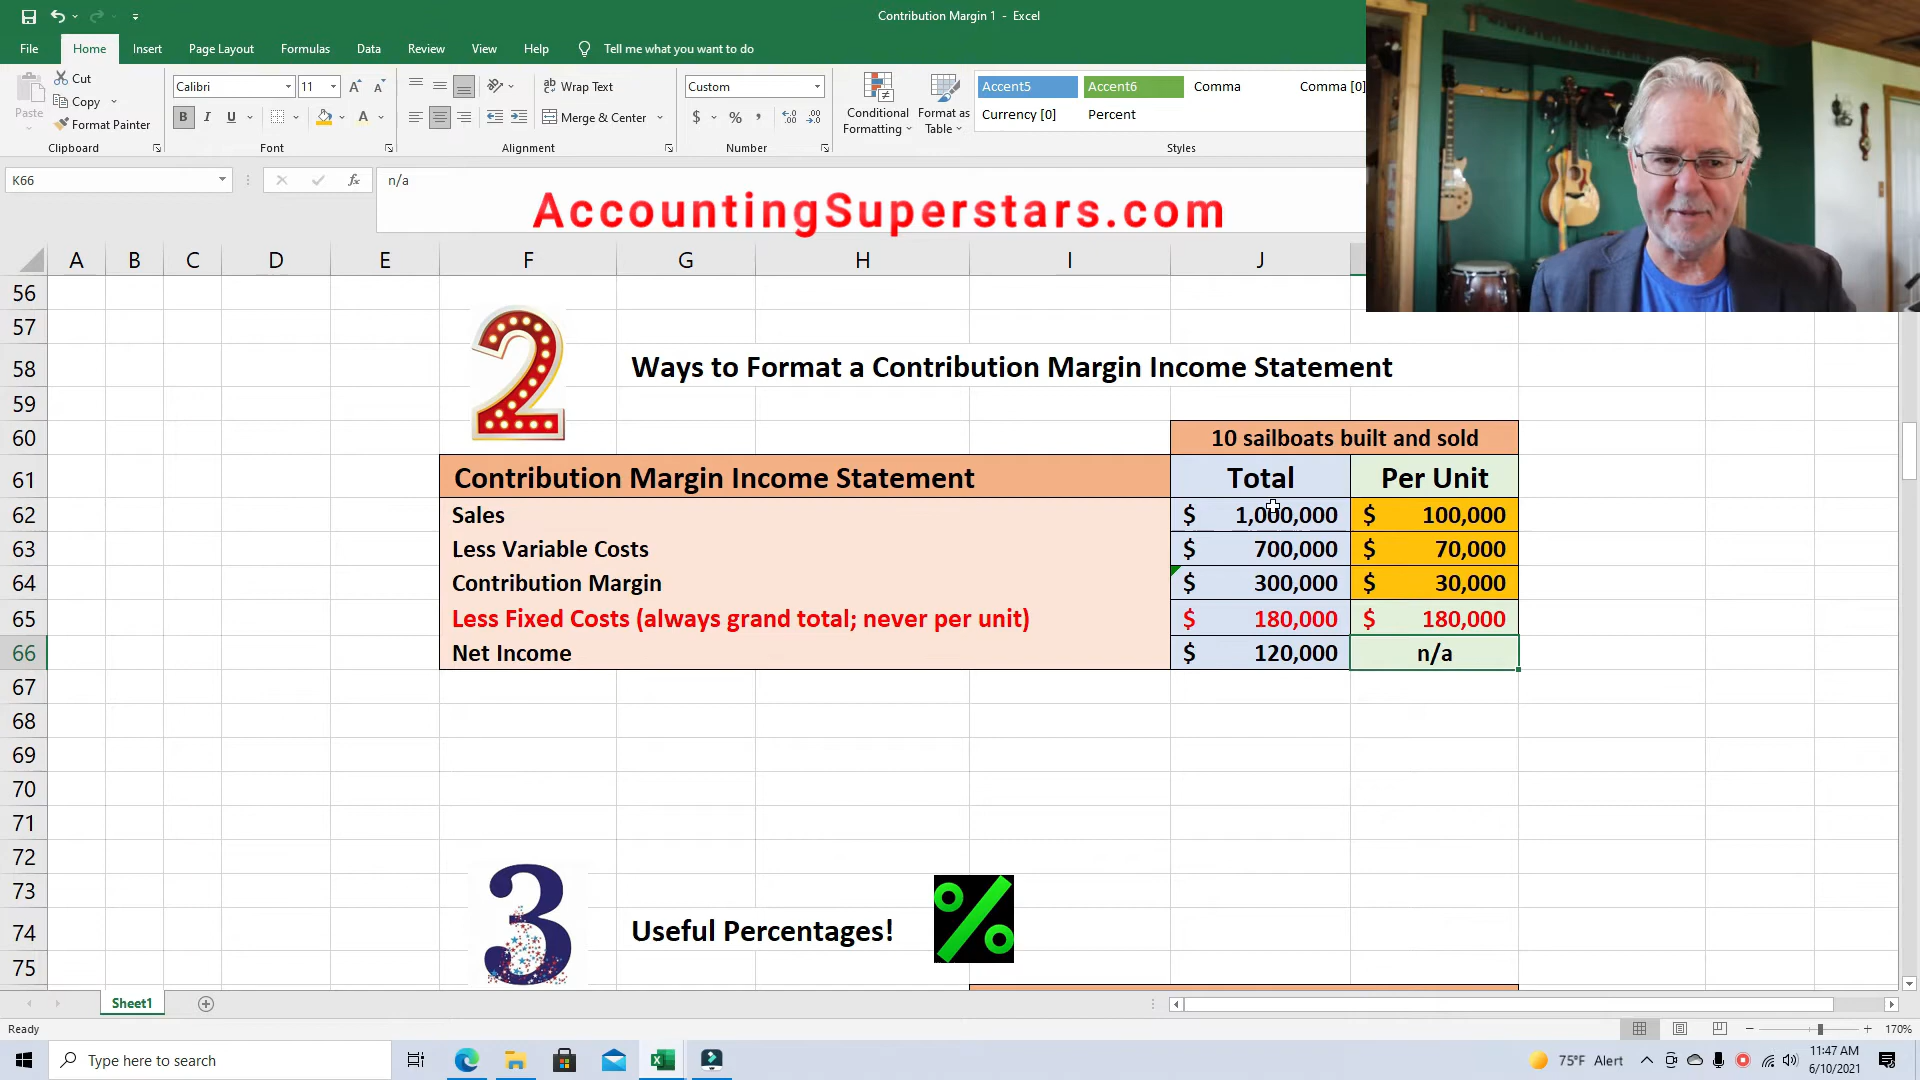 Contribution Margin 1 - Excel
File Home Insert Page Layout Formulas Data Review View Help Tell me what you want to do
Paste
Cut
Copy
Format Painter
Clipboard
Calibri 11
B I U
Font
Wrap Text
Merge & Center
Alignment
Custom
$ % ,
Number
Conditional Formatting
Format as Table
Accent5 Accent6 Comma Comma [0]
Currency [0] Percent
Styles
K66 fx n/a
AccountingSuperstars.com
A B C D E F G H I J
56
57
58 2 Ways to Format a Contribution Margin Income Statement
59
60 10 sailboats built and sold
61 Contribution Margin Income Statement Total Per Unit
62 Sales $ 1,000,000 $ 100,000
63 Less Variable Costs $ 700,000 $ 70,000
64 Contribution Margin $ 300,000 $ 30,000
65 Less Fixed Costs (always grand total; never per unit) $ 180,000 $ 180,000
66 Net Income $ 120,000 n/a
67
68
69
70
71
72
73
74 3 Useful Percentages! %
75
Sheet1
Ready 170%
Type here to search
75°F Alert
11:47 AM
6/10/2021